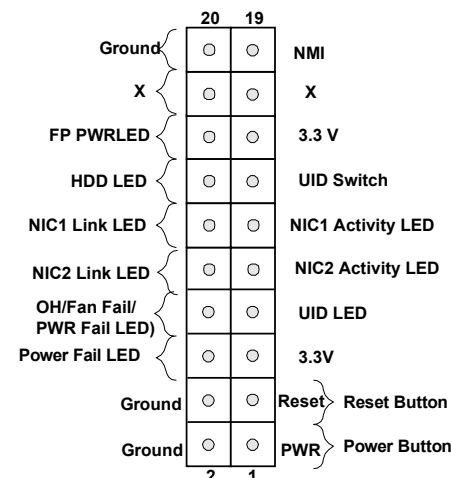 20 19
Ground NMI
X X
FP PWRLED 3.3 V
HDD LED UID Switch
NIC1 Link LED NIC1 Activity LED
NIC2 Link LED NIC2 Activity LED
OH/Fan Fail/
PWR Fail LED) UID LED
Power Fail LED 3.3V
Ground Reset Reset Button
Ground PWR Power Button
2 1